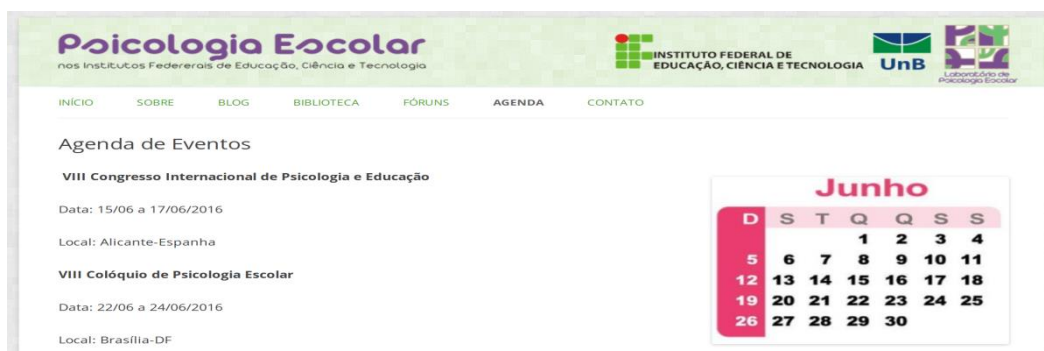 Psicologia Escolar
nos Institutos Federerais de Educação, Ciência e Tecnologia
INSTITUTO FEDERAL DE
EDUCAÇÃO, CIÊNCIA E TECNOLOGIA
UnB
Laboratório de
Psicologia Escolar
INÍCIO SOBRE BLOG BIBLIOTECA FÓRUNS AGENDA CONTATO
Agenda de Eventos
VIII Congresso Internacional de Psicologia e Educação
Data: 15/06 a 17/06/2016
Local: Alicante-Espanha
VIII Colóquio de Psicologia Escolar
Data: 22/06 a 24/06/2016
Local: Brasília-DF
Junho
D S T Q Q S S
1 2 3 4
5 6 7 8 9 10 11
12 13 14 15 16 17 18
19 20 21 22 23 24 25
26 27 28 29 30